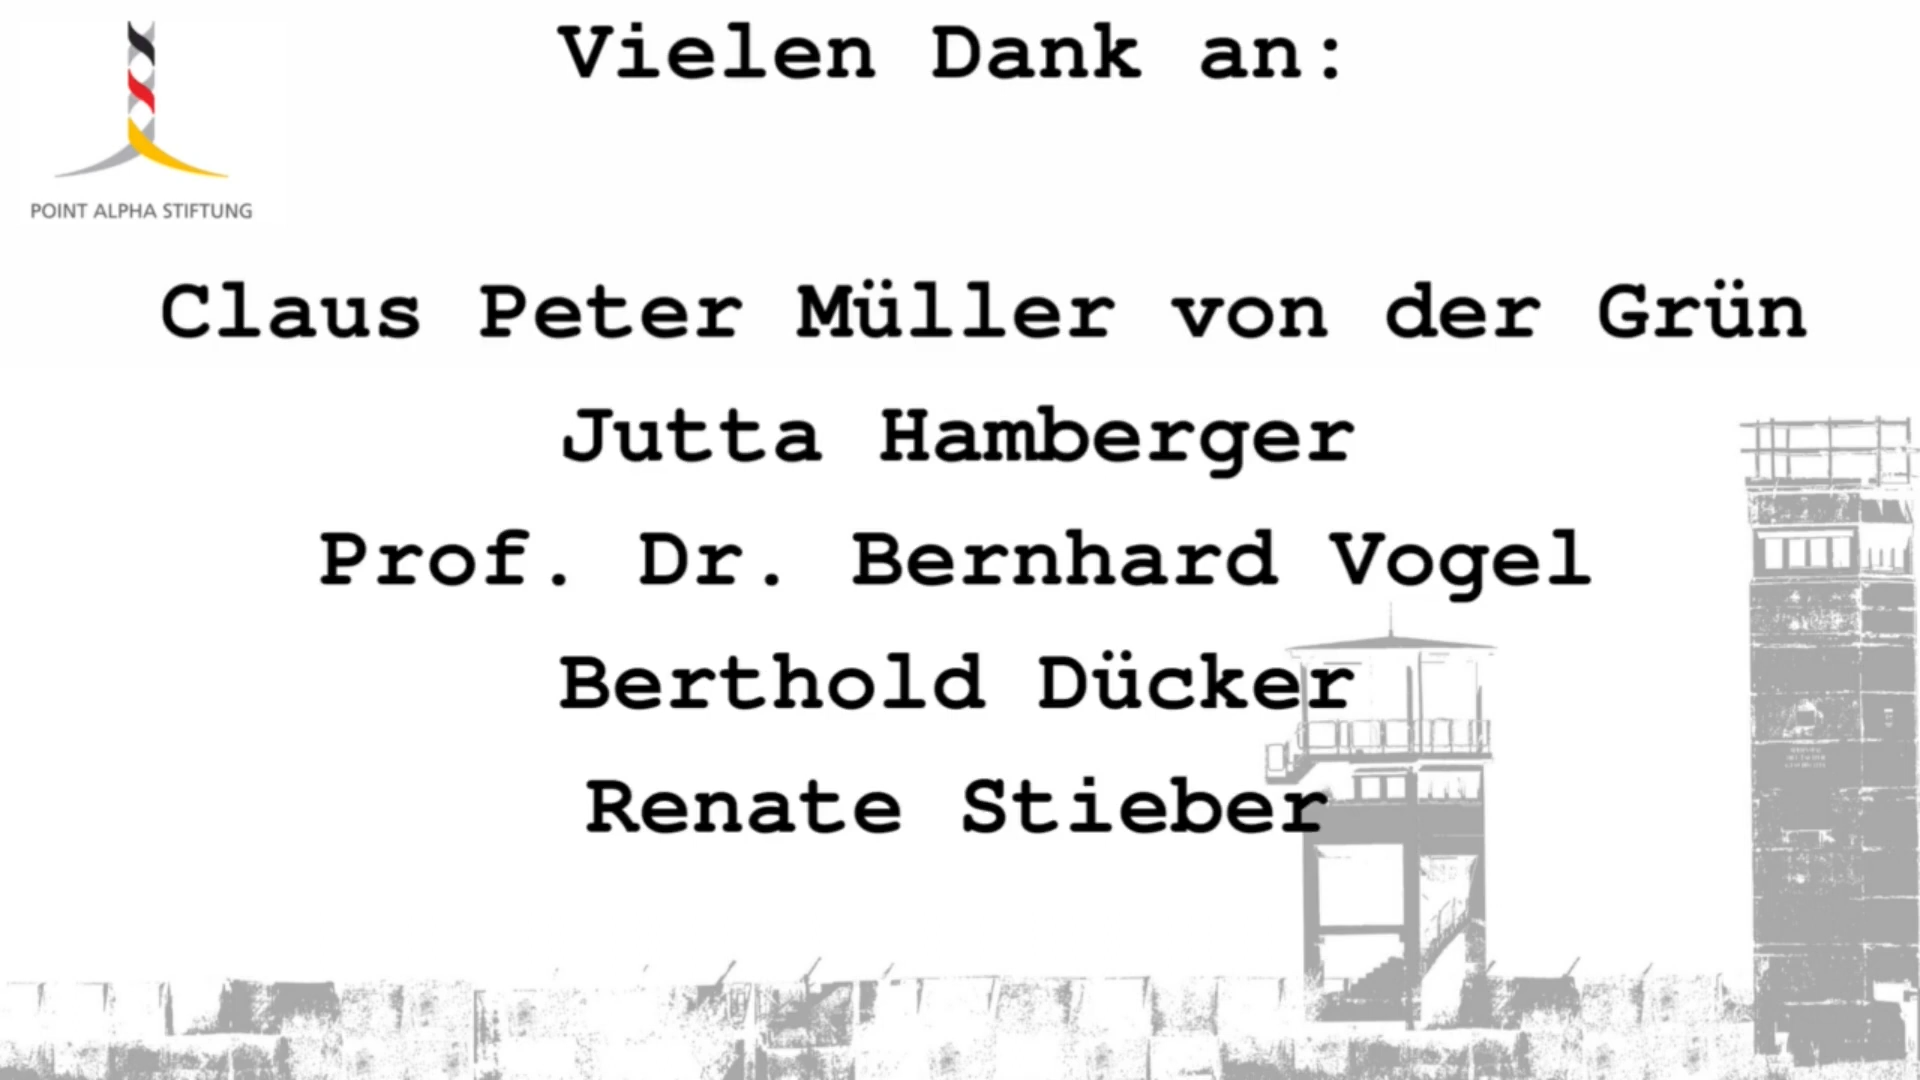 Vielen Dank an:
POINT ALPHA STIFTUNG
Claus Peter Müller von der Grün
Jutta Hamberger
Prof. Dr. Bernhard Vogel
Berthold Dücker
Renate Stieber